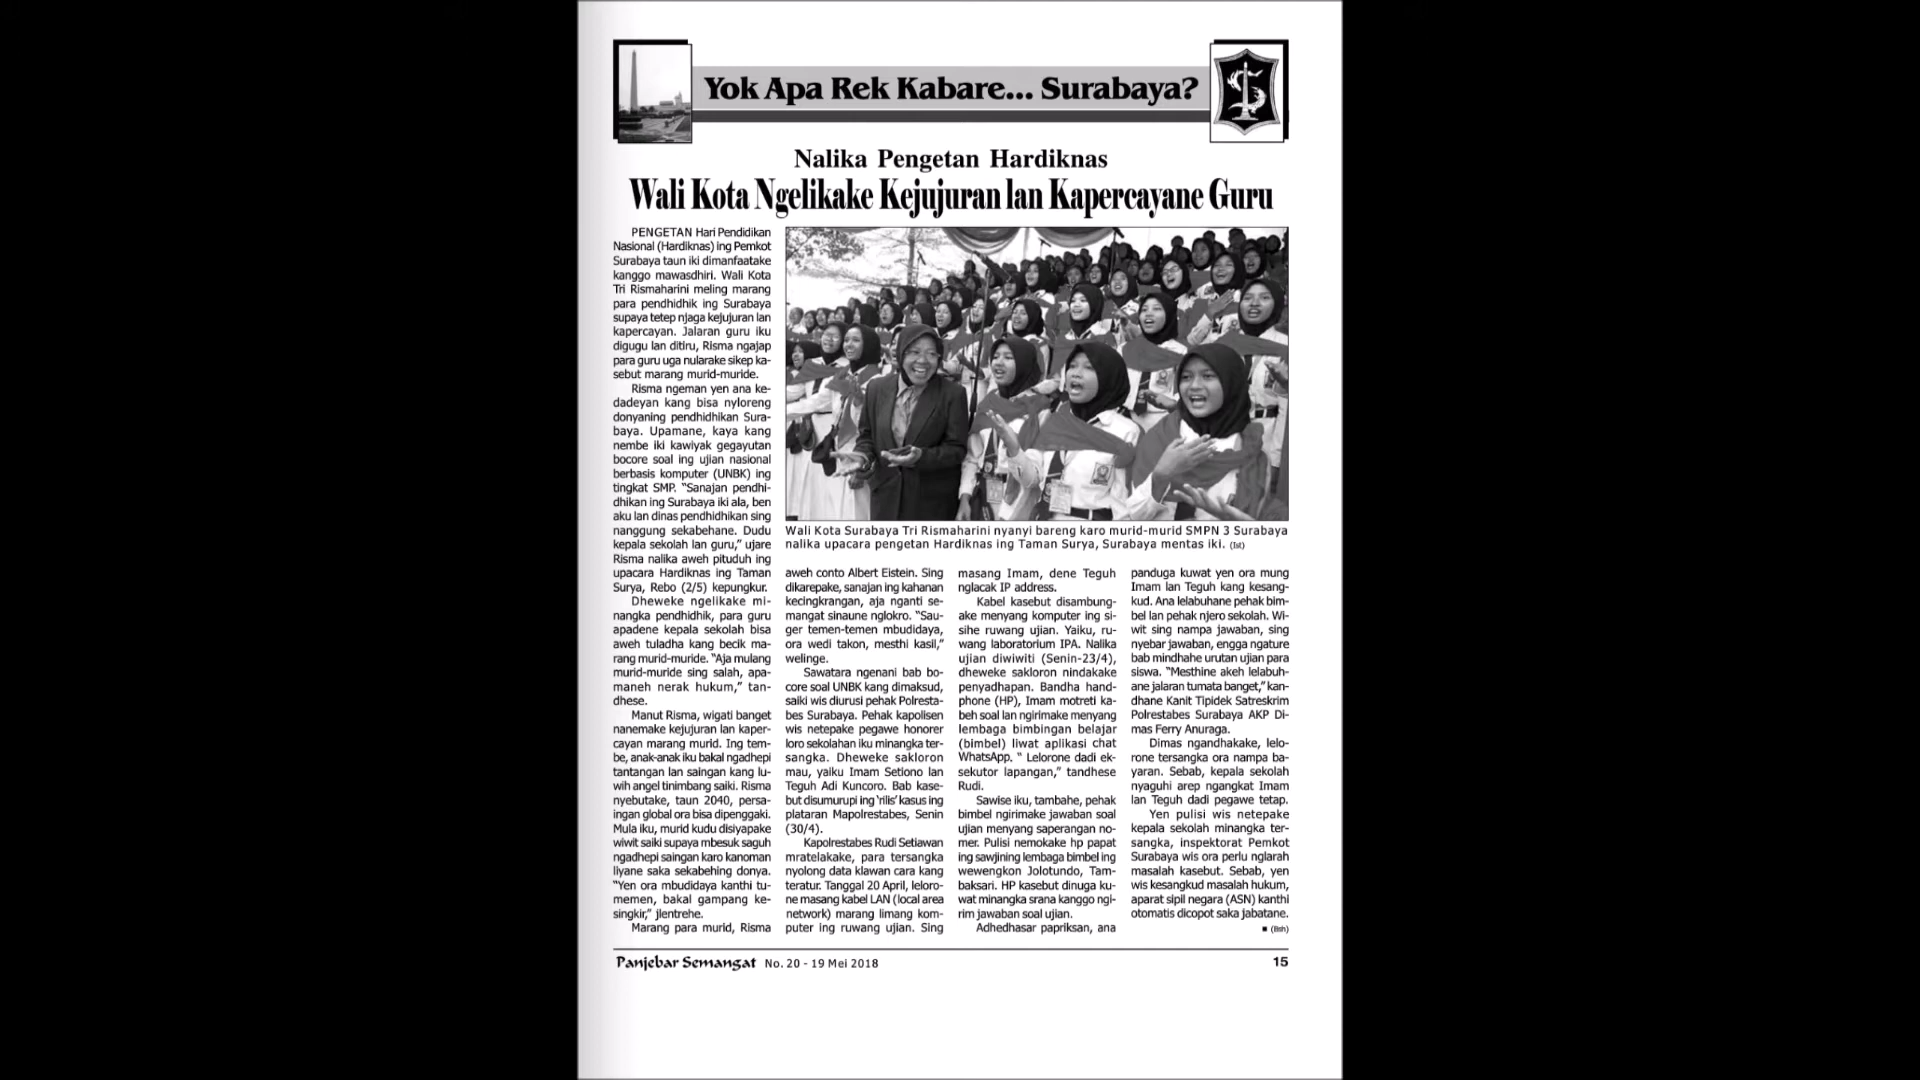 Yok Apa Rek Kabare... Surabaya?
Nalika Pengetan Hardiknas
Wali Kota Ngelikake Kejujuran lan Kapercayane Guru
PENGETAN Hari Pendidikan
Nasional (Hardiknas) ing Pemkot
Surabaya taun iki dimanfaatake
kanggo mawasdhiri. Wali Kota
Tri Rismaharini meling marang
para pendhidhik ing Surabaya
supaya tetep njaga kejujuran lan
kapercayan. Jalaran guru iku
digugu lan ditiru, Risma ngajap
para guru uga nularake sikep ka-
sebut marang murid-muride.
Risma ngeman yen ana ke-
dadeyan kang bisa nyloreng
donyaning pendhidhikan Sura-
baya. Upamane, kaya kang
nembe iki kawiyak gegayutan
bocore soal ing ujian nasional
berbasis komputer (UNBK) ing
tingkat SMP. “Sanajan pendhi-
dhikan ing Surabaya iki ala, ben
aku lan dinas pendhidhikan sing
nanggung sekabehane. Dudu
kepala sekolah lan guru,” ujare
Risma nalika aweh pituduh ing
upacara Hardiknas ing Taman
Surya, Rebo (2/5) kepungkur.
Dheweke ngelikake mi-
nangka pendhidhik, para guru
apadene kepala sekolah bisa
aweh tuladha kang becik ma-
rang murid-muride. “Aja mulang
murid-muride sing salah, apa-
maneh nerak hukum,” tan-
dhese.
Manut Risma, wigati banget
nanemake kejujuran lan kaper-
cayan marang murid. Ing tem-
be, anak-anak iku bakal ngadhepi
tantangan lan saingan kang lu-
wih angel tinimbang saiki. Risma
nyebutake, taun 2040, persa-
ingan global ora bisa dipenggaki.
Mula iku, murid kudu disiyapake
wiwit saiki supaya mbesuk saguh
ngadhepi saingan karo kanoman
liyane saka sekabehing donya.
“Yen ora mbudidaya kanthi tu-
memen, bakal gampang ke-
singkir,” jlentrehe.
Marang para murid, Risma
Wali Kota Surabaya Tri Rismaharini nyanyi bareng karo murid-murid SMPN 3 Surabaya
nalika upacara pengetan Hardiknas ing Taman Surya, Surabaya mentas iki. (Ist)
aweh conto Albert Eistein. Sing
dikarepake, sanajan ing kahanan
kecingkrangan, aja nganti se-
mangat sinaune nglokro. “Sau-
ger temen-temen mbudidaya,
ora wedi takon, mesthi kasil,”
welinge.
Sawatara ngenani bab bo-
core soal UNBK kang dimaksud,
saiki wis diurusi pehak Polresta-
bes Surabaya. Pehak kapolisen
wis netepake pegawe honorer
loro sekolahan iku minangka ter-
sangka. Dheweke sakloron
mau, yaiku Imam Setiono lan
Teguh Adi Kuncoro. Bab kase-
but disumurupi ing ‘rilis’ kasus ing
plataran Mapolrestabes, Senin
(30/4).
Kapolrestabes Rudi Setiawan
mratelakake, para tersangka
nyolong data klawan cara kang
teratur. Tanggal 20 April, leloro-
ne masang kabel LAN (local area
network) marang limang kom-
puter ing ruwang ujian. Sing
masang Imam, dene Teguh
nglacak IP address.
Kabel kasebut disambung-
ake menyang komputer ing si-
sihe ruwang ujian. Yaiku, ru-
wang laboratorium IPA. Nalika
ujian diwiwiti (Senin-23/4),
dheweke sakloron nindakake
penyadhapan. Bandha hand-
phone (HP), Imam motreti ka-
beh soal lan ngirimake menyang
lembaga bimbingan belajar
(bimbel) liwat aplikasi chat
WhatsApp. “ Lelorone dadi ek-
sekutor lapangan,” tandhese
Rudi.
Sawise iku, tambahe, pehak
bimbel ngirimake jawaban soal
ujian menyang saperangan no-
mer. Pulisi nemokake hp papat
ing sawjining lembaga bimbel ing
wewengkon Jolotundo, Tam-
baksari. HP kasebut dinuga ku-
wat minangka srana kanggo ngi-
rim jawaban soal ujian.
Adhedhasar papriksan, ana
panduga kuwat yen ora mung
Imam lan Teguh kang kesang-
kud. Ana lelabuhane pehak bim-
bel lan pehak njero sekolah. Wi-
wit sing nampa jawaban, sing
nyebar jawaban, engga ngature
bab mindhahe urutan ujian para
siswa. “Mesthine akeh lelabuh-
ane jalaran tumata banget,” kan-
dhane Kanit Tipidek Satreskrim
Polrestabes Surabaya AKP Di-
mas Ferry Anuraga.
Dimas ngandhakake, lelo-
rone tersangka ora nampa ba-
yaran. Sebab, kepala sekolah
nyaguhi arep ngangkat Imam
lan Teguh dadi pegawe tetap.
Yen pulisi wis netepake
kepala sekolah minangka ter-
sangka, inspektorat Pemkot
Surabaya wis ora perlu nglarah
masalah kasebut. Sebab, yen
wis kesangkud masalah hukum,
aparat sipil negara (ASN) kanthi
otomatis dicopot saka jabatane.
■ (Bsh)
Panjebar Semangat No. 20 - 19 Mei 2018
15